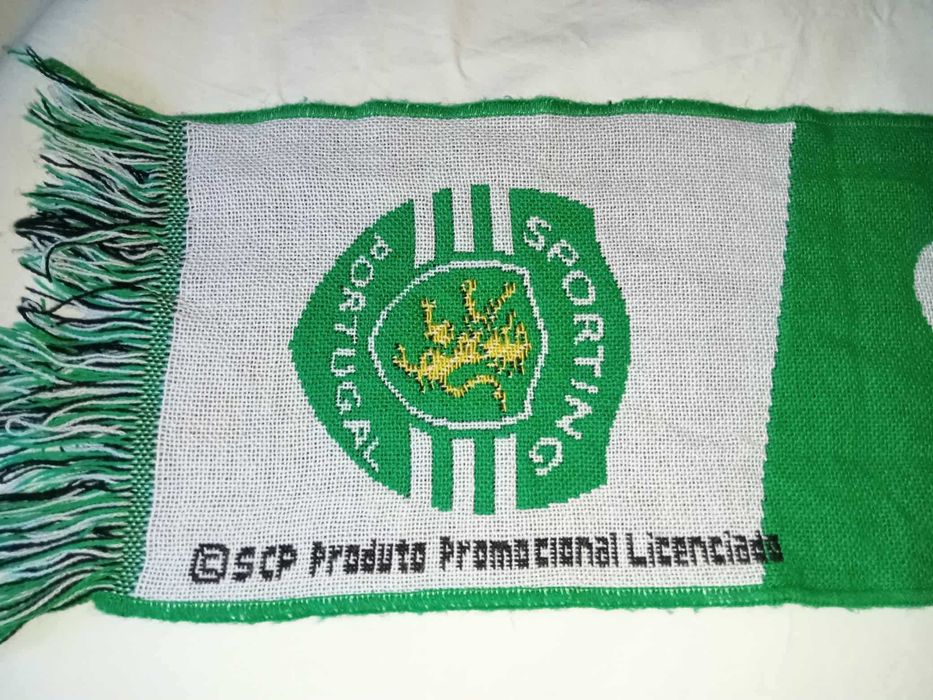 SPORTING
PORTUGAL
©SCP Produto Promocional Licenciado